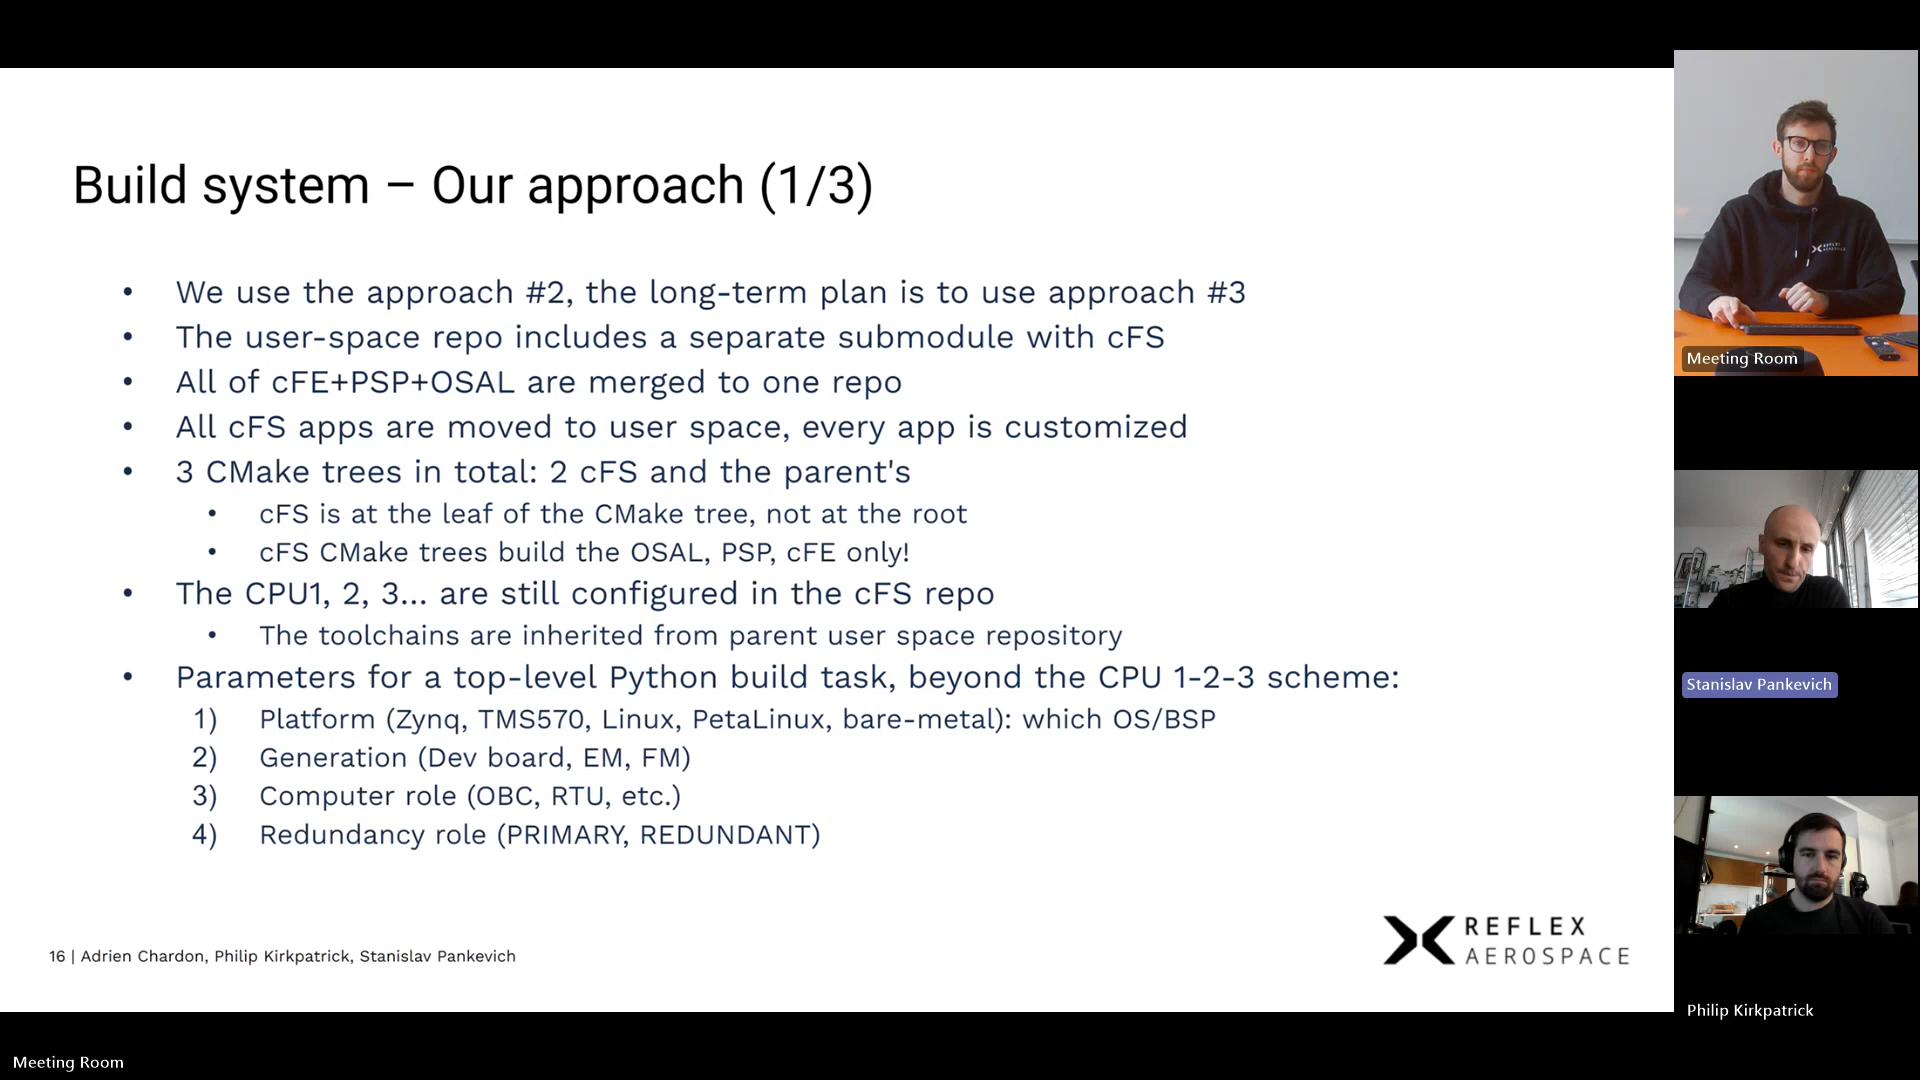 Build system – Our approach (1/3)
• We use the approach #2, the long-term plan is to use approach #3
• The user-space repo includes a separate submodule with cFS
• All of cFE+PSP+OSAL are merged to one repo
• All cFS apps are moved to user space, every app is customized
• 3 CMake trees in total: 2 cFS and the parent's
• cFS is at the leaf of the CMake tree, not at the root
• cFS CMake trees build the OSAL, PSP, cFE only!
• The CPU1, 2, 3... are still configured in the cFS repo
• The toolchains are inherited from parent user space repository
• Parameters for a top-level Python build task, beyond the CPU 1-2-3 scheme:
1) Platform (Zynq, TMS570, Linux, PetaLinux, bare-metal): which OS/BSP
2) Generation (Dev board, EM, FM)
3) Computer role (OBC, RTU, etc.)
4) Redundancy role (PRIMARY, REDUNDANT)
16 | Adrien Chardon, Philip Kirkpatrick, Stanislav Pankevich
REFLEX
AEROSPACE
Meeting Room
Stanislav Pankevich
Philip Kirkpatrick
Meeting Room